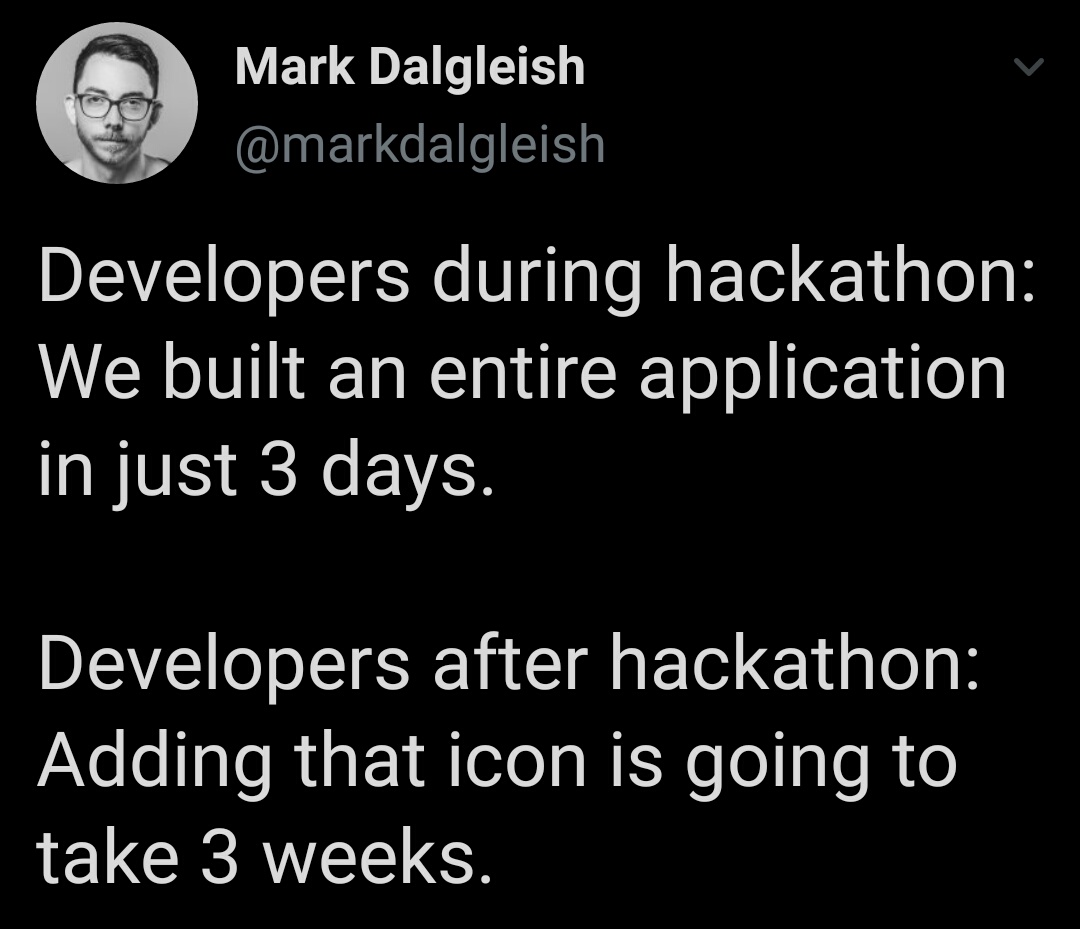 Mark Dalgleish
@markdalgleish
Developers during hackathon:
We built an entire application
in just 3 days.
Developers after hackathon:
Adding that icon is going to
take 3 weeks.